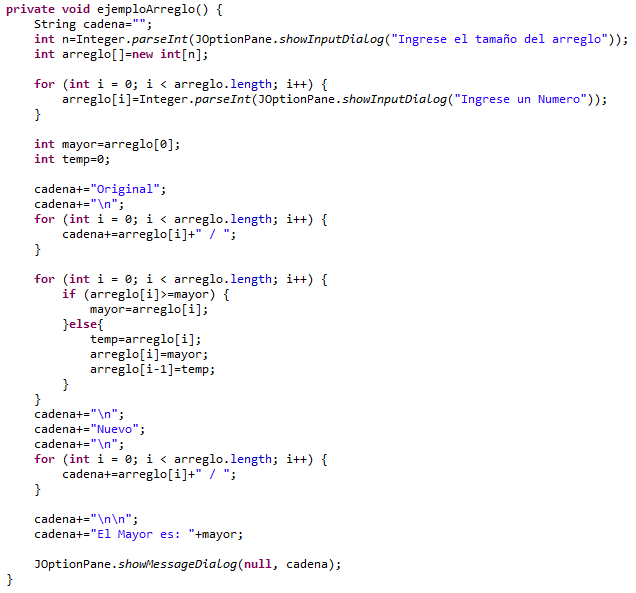 private void ejemploArreglo() {
    String cadena="";
    int n=Integer.parseInt(JOptionPane.showInputDialog("Ingrese el tamaño del arreglo"));
    int arreglo[]=new int[n];

    for (int i = 0; i < arreglo.length; i++) {
        arreglo[i]=Integer.parseInt(JOptionPane.showInputDialog("Ingrese un Numero"));
    }

    int mayor=arreglo[0];
    int temp=0;

    cadena+="Original";
    cadena+="\n";
    for (int i = 0; i < arreglo.length; i++) {
        cadena+=arreglo[i]+" / ";
    }

    for (int i = 0; i < arreglo.length; i++) {
        if (arreglo[i]>=mayor) {
            mayor=arreglo[i];
        }else{
            temp=arreglo[i];
            arreglo[i]=mayor;
            arreglo[i-1]=temp;
        }
    }
    cadena+="\n";
    cadena+="Nuevo";
    cadena+="\n";
    for (int i = 0; i < arreglo.length; i++) {
        cadena+=arreglo[i]+" / ";
    }

    cadena+="\n\n";
    cadena+="El Mayor es: "+mayor;

    JOptionPane.showMessageDialog(null, cadena);
}